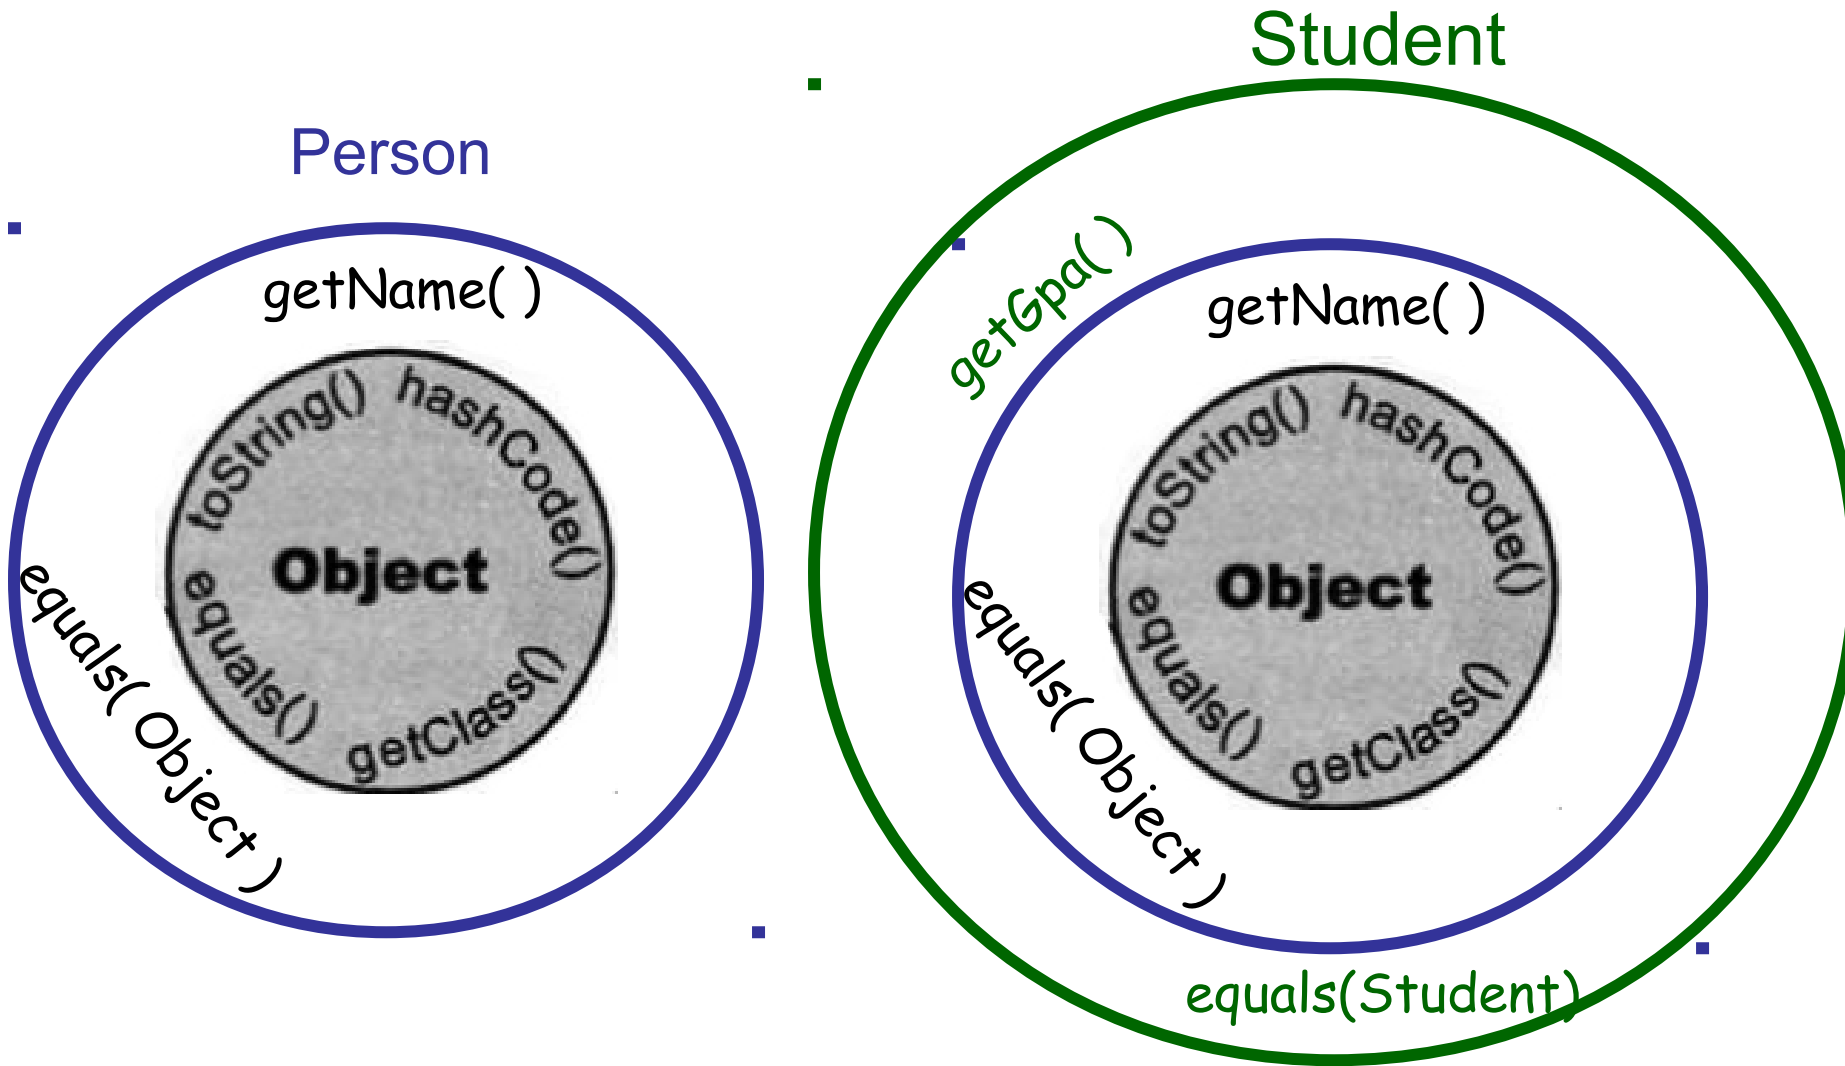 Person
getName( )
toString()
hashCode()
Object
equals()
getClass()
equals( Object )
Student
getGpa( )
getName( )
toString()
hashCode()
Object
equals()
getClass()
equals( Object )
equals(Student)